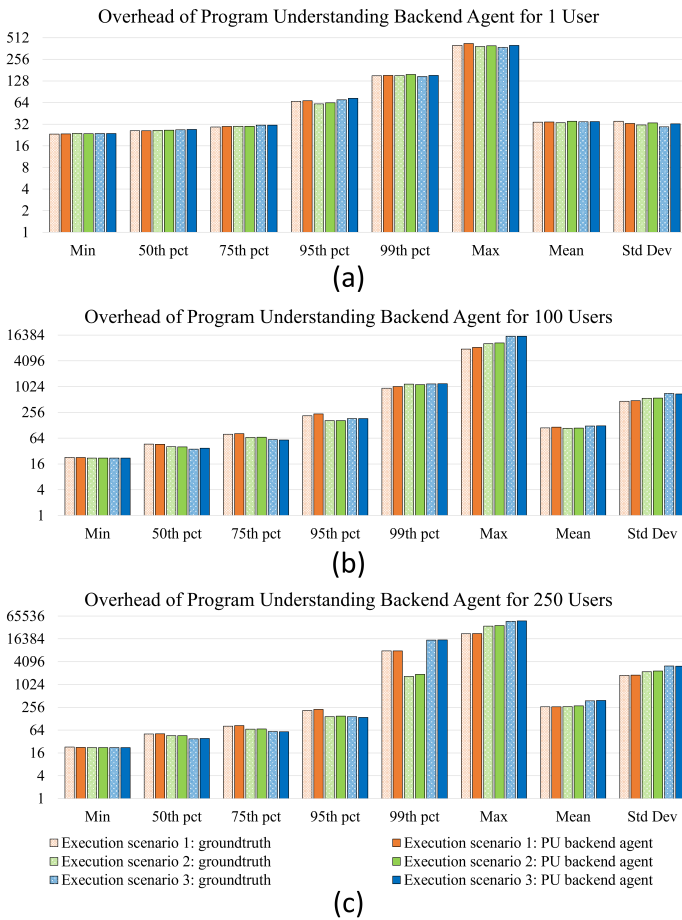 Overhead of Program Understanding Backend Agent for 1 User
512
256
128
64
32
16
8
4
2
1
Min 50th pct 75th pct 95th pct 99th pct Max Mean Std Dev
(a)
Overhead of Program Understanding Backend Agent for 100 Users
16384
4096
1024
256
64
16
4
1
Min 50th pct 75th pct 95th pct 99th pct Max Mean Std Dev
(b)
Overhead of Program Understanding Backend Agent for 250 Users
65536
16384
4096
1024
256
64
16
4
1
Min 50th pct 75th pct 95th pct 99th pct Max Mean Std Dev
Execution scenario 1: groundtruth Execution scenario 1: PU backend agent
Execution scenario 2: groundtruth Execution scenario 2: PU backend agent
Execution scenario 3: groundtruth Execution scenario 3: PU backend agent
(c)